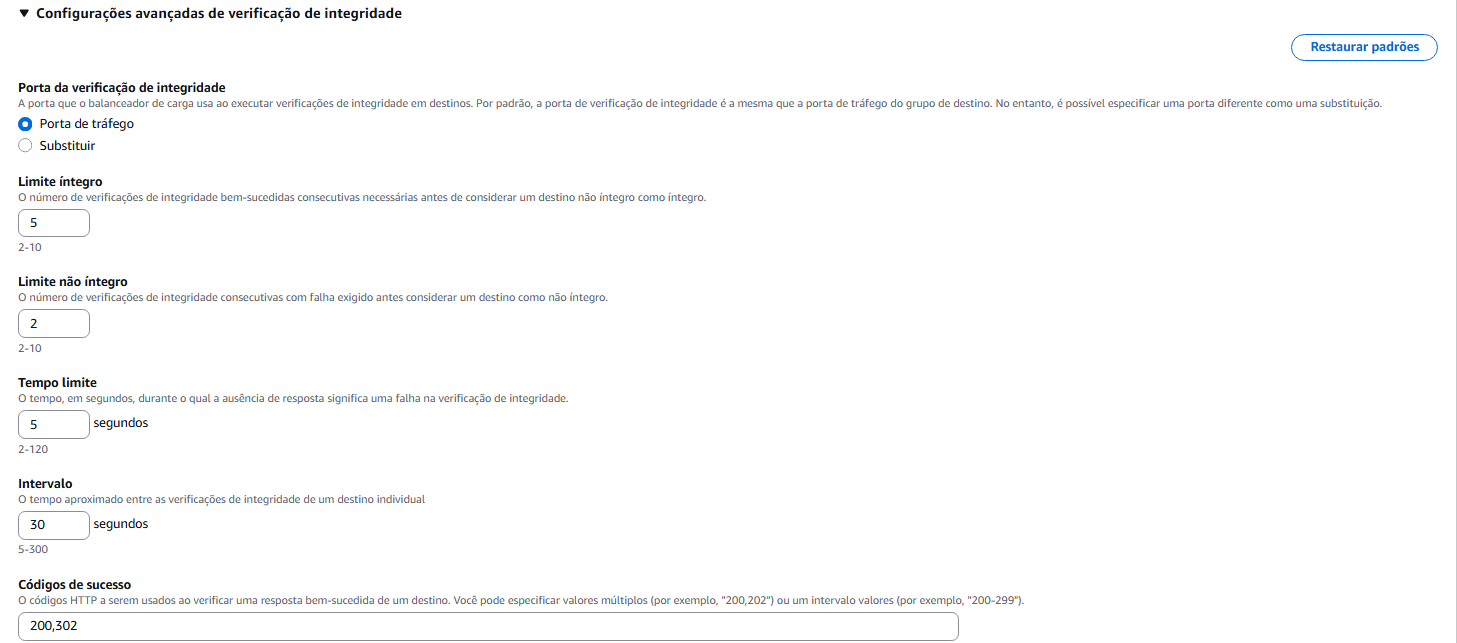 Configurações avançadas de verificação de integridade
Restaurar padrões
Porta da verificação de integridade
A porta que o balanceador de carga usa ao executar verificações de integridade em destinos. Por padrão, a porta de verificação de integridade é a mesma que a porta de tráfego do grupo de destino. No entanto, é possível especificar uma porta diferente como uma substituição.
Porta de tráfego
Substituir
Limite íntegro
O número de verificações de integridade bem-sucedidas consecutivas necessárias antes de considerar um destino não íntegro como íntegro.
5
2-10
Limite não íntegro
O número de verificações de integridade consecutivas com falha exigido antes considerar um destino como não íntegro.
2
2-10
Tempo limite
O tempo, em segundos, durante o qual a ausência de resposta significa uma falha na verificação de integridade.
5 segundos
2-120
Intervalo
O tempo aproximado entre as verificações de integridade de um destino individual
30 segundos
5-300
Códigos de sucesso
O códigos HTTP a serem usados ao verificar uma resposta bem-sucedida de um destino. Você pode especificar valores múltiplos (por exemplo, "200,202") ou um intervalo valores (por exemplo, "200-299").
200,302